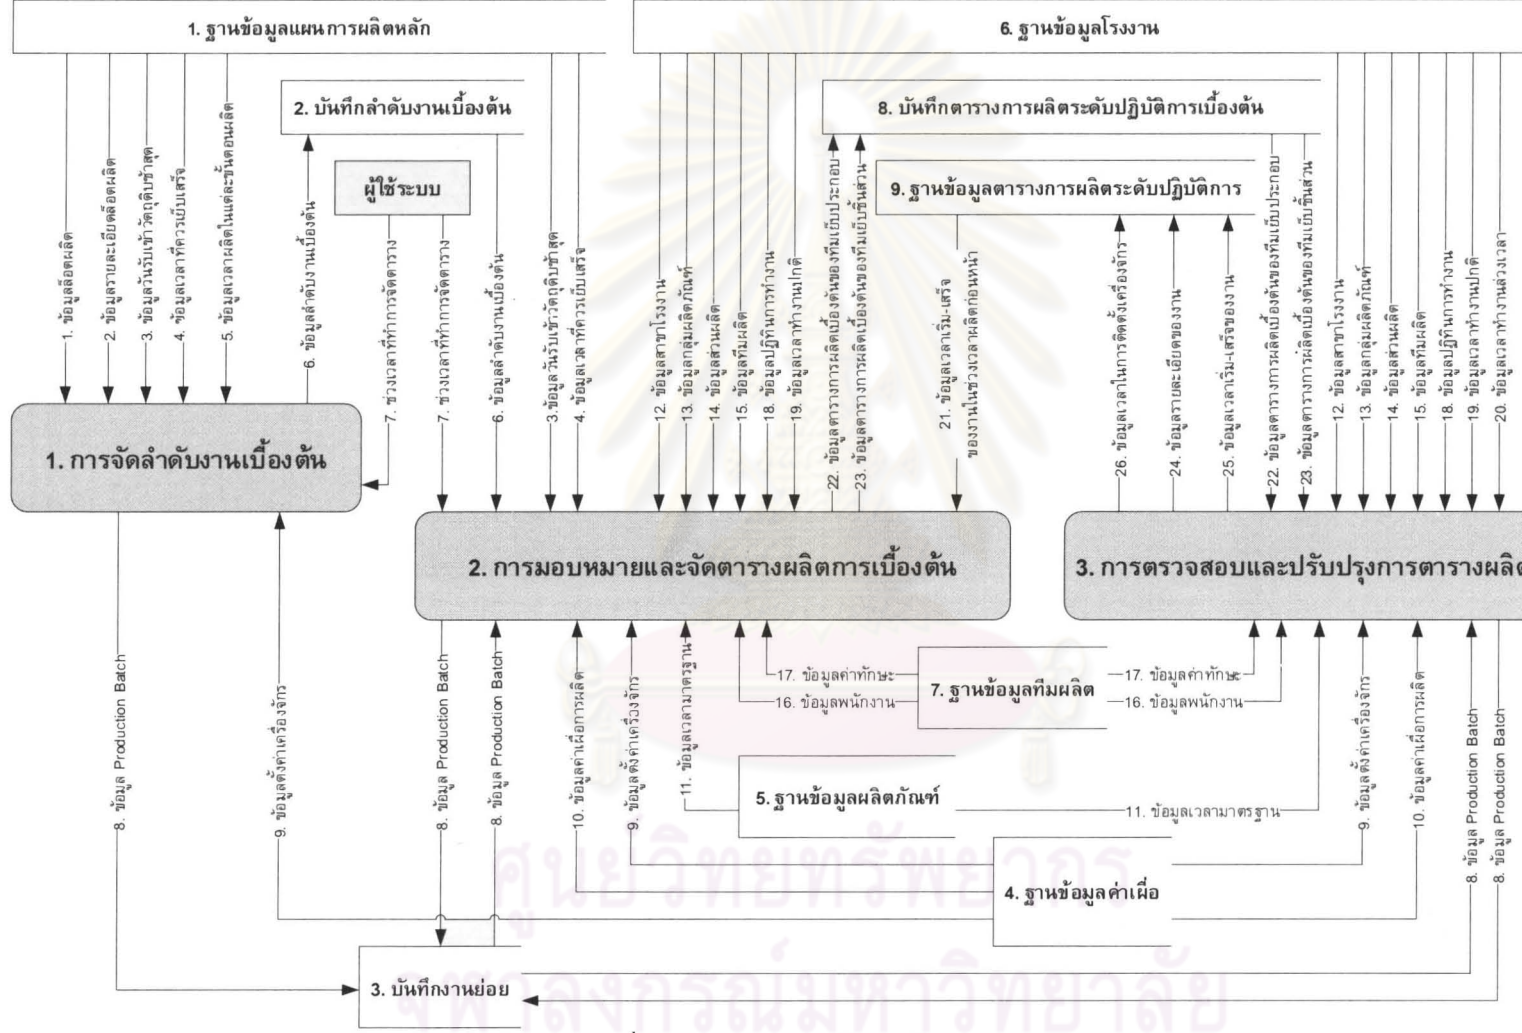 1. ฐานข้อมูลแผนการผลิตหลัก
6. ฐานข้อมูลโรงงาน
2. บันทึกลำดับงานเบื้องต้น
8. บันทึกตารางการผลิตระดับปฏิบัติการเบื้องต้น
ผู้ใช้ระบบ
9. ฐานข้อมูลตารางการผลิตระดับปฏิบัติการ
1. ข้อมูลล็อตผลิต
2. ข้อมูลรายละเอียดล็อตผลิต
3. ข้อมูลวันรับเข้าวัตถุดิบช้าสุด
4. ข้อมูลเวลาที่ควรเย็บเสร็จ
5. ข้อมูลเวลาผลิตในแต่ละขั้นตอนผลิต
6. ข้อมูลลำดับงานเบื้องต้น
7. ช่วงเวลาที่ทำการจัดตาราง
7. ช่วงเวลาที่ทำการจัดตาราง
6. ข้อมูลลำดับงานเบื้องต้น
3.ข้อมูลวันรับเข้าวัตถุดิบช้าสุด
4. ข้อมูลเวลาที่ควรเย็บเสร็จ
12. ข้อมูลสาขาโรงงาน
13. ข้อมูลกลุ่มผลิตภัณฑ์
14. ข้อมูลส่วนผลิต
15. ข้อมูลทีมผลิต
18. ข้อมูลปฏิทินการทำงาน
19. ข้อมูลเวลาทำงานปกติ
22. ข้อมูลตารางการผลิตเบื้องต้นของทีมเย็บประกอบ
23. ข้อมูลตารางการผลิตเบื้องต้นของทีมเย็บชิ้นส่วน
21. ข้อมูลเวลาเริ่ม-เสร็จ
ของงานในช่วงเวลาผลิตก่อนหน้า
26. ข้อมูลเวลาในการติดตั้งเครื่องจักร
24. ข้อมูลรายละเอียดของงาน
25. ข้อมูลเวลาเริ่ม-เสร็จของงาน
22. ข้อมูลตารางการผลิตเบื้องต้นของทีมเย็บประกอบ
23. ข้อมูลตารางการผลิตเบื้องต้นของทีมเย็บชิ้นส่วน
12. ข้อมูลสาขาโรงงาน
13. ข้อมูลกลุ่มผลิตภัณฑ์
14. ข้อมูลส่วนผลิต
15. ข้อมูลทีมผลิต
18. ข้อมูลปฏิทินการทำงาน
19. ข้อมูลเวลาทำงานปกติ
20. ข้อมูลเวลาทำงานล่วงเวลา
1. การจัดลำดับงานเบื้องต้น
2. การมอบหมายและจัดตารางผลิตการเบื้องต้น
3. การตรวจสอบและปรับปรุงการตารางผลิต
8. ข้อมูล Production Batch
9. ข้อมูลตั้งค่าเครื่องจักร
8. ข้อมูล Production Batch
8. ข้อมูล Production Batch
10. ข้อมูลค่าเผื่อการผลิต
9. ข้อมูลตั้งค่าเครื่องจักร
11. ข้อมูลเวลามาตรฐาน
17. ข้อมูลค่าทักษะ
16. ข้อมูลพนักงาน
7. ฐานข้อมูลทีมผลิต
17. ข้อมูลค่าทักษะ
16. ข้อมูลพนักงาน
9. ข้อมูลตั้งค่าเครื่องจักร
10. ข้อมูลค่าเผื่อการผลิต
8. ข้อมูล Production Batch
8. ข้อมูล Production Batch
5. ฐานข้อมูลผลิตภัณฑ์
11. ข้อมูลเวลามาตรฐาน
4. ฐานข้อมูลค่าเผื่อ
3. บันทึกงานย่อย
ศูนย์วิทยทรัพยากร
จุฬาลงกรณ์มหาวิทยาลัย